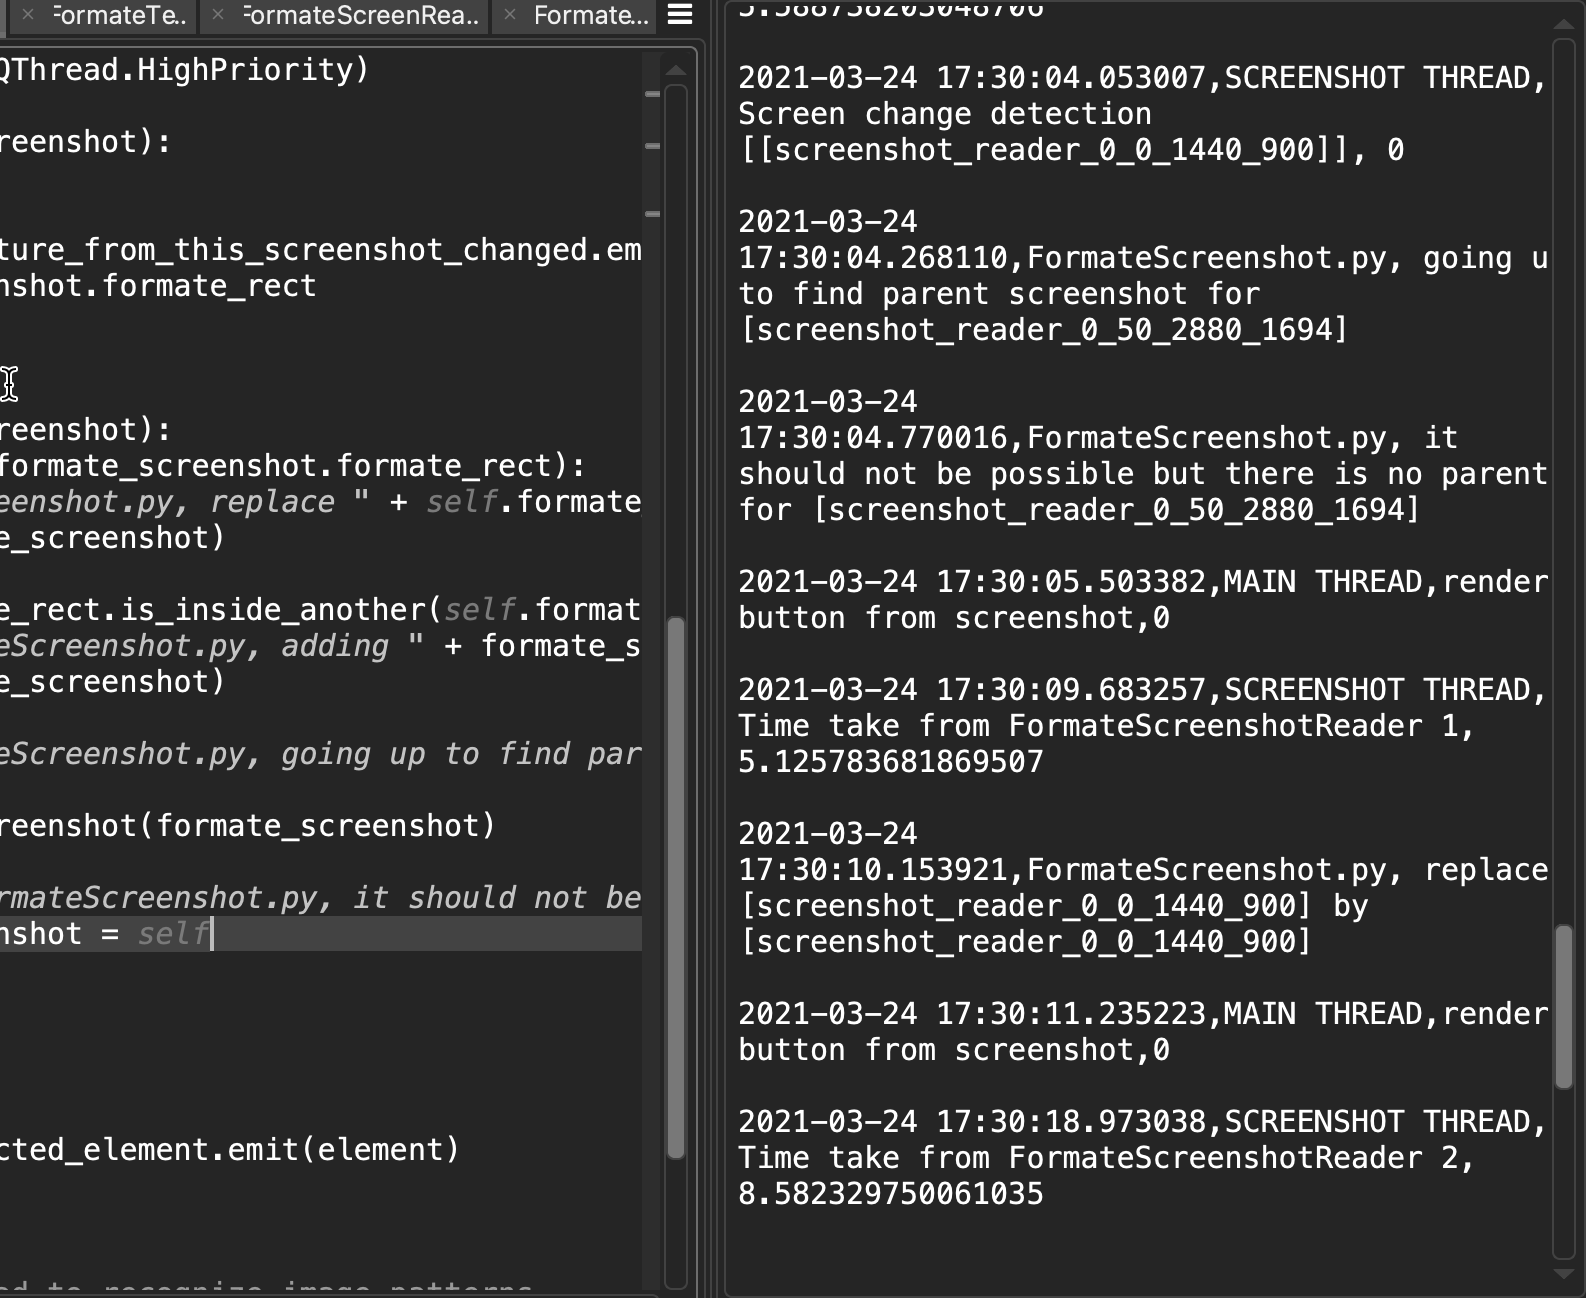 FormateTe..
FormateScreenRea..
Formate...
QThread.HighPriority)
reenshot):
ture_from_this_screenshot_changed.em
nshot.formate_rect
reenshot):
formate_screenshot.formate_rect):
eenshot.py, replace " + self.formate
e_screenshot)
e_rect.is_inside_another(self.format
eScreenshot.py, adding " + formate_s
e_screenshot)
eScreenshot.py, going up to find par
reenshot(formate_screenshot)
rmateScreenshot.py, it should not be
nshot = self
cted_element.emit(element)
ed to recognize image patterns
5.588738203048706
2021-03-24 17:30:04.053007,SCREENSHOT THREAD,
Screen change detection
[[screenshot_reader_0_0_1440_900]], 0
2021-03-24
17:30:04.268110,FormateScreenshot.py, going u
to find parent screenshot for
[screenshot_reader_0_50_2880_1694]
2021-03-24
17:30:04.770016,FormateScreenshot.py, it
should not be possible but there is no parent
for [screenshot_reader_0_50_2880_1694]
2021-03-24 17:30:05.503382,MAIN THREAD,render
button from screenshot,0
2021-03-24 17:30:09.683257,SCREENSHOT THREAD,
Time take from FormateScreenshotReader 1,
5.125783681869507
2021-03-24
17:30:10.153921,FormateScreenshot.py, replace
[screenshot_reader_0_0_1440_900] by
[screenshot_reader_0_0_1440_900]
2021-03-24 17:30:11.235223,MAIN THREAD,render
button from screenshot,0
2021-03-24 17:30:18.973038,SCREENSHOT THREAD,
Time take from FormateScreenshotReader 2,
8.582329750061035